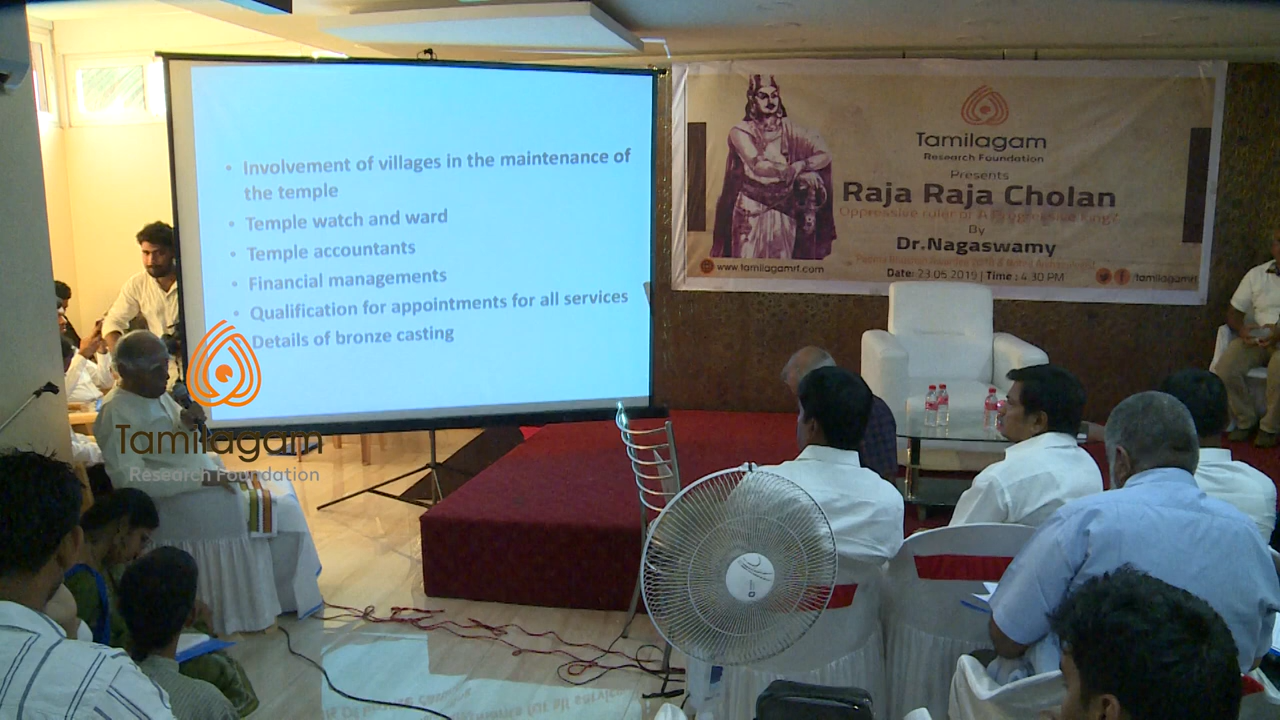 • Involvement of villages in the maintenance of
the temple
• Temple watch and ward
• Temple accountants
• Financial managements
• Qualification for appointments for all services
Details of bronze casting
Tamilagam
Research Foundation
Presents
Raja Raja Cholan
Oppressive ruler or A Progressive king?
By
Dr.Nagaswamy
Date: 23.05 2019 | Time : 4.30 PM
www.tamilagamrf.com
tamilagamrf
Tamilagam
Research Foundation